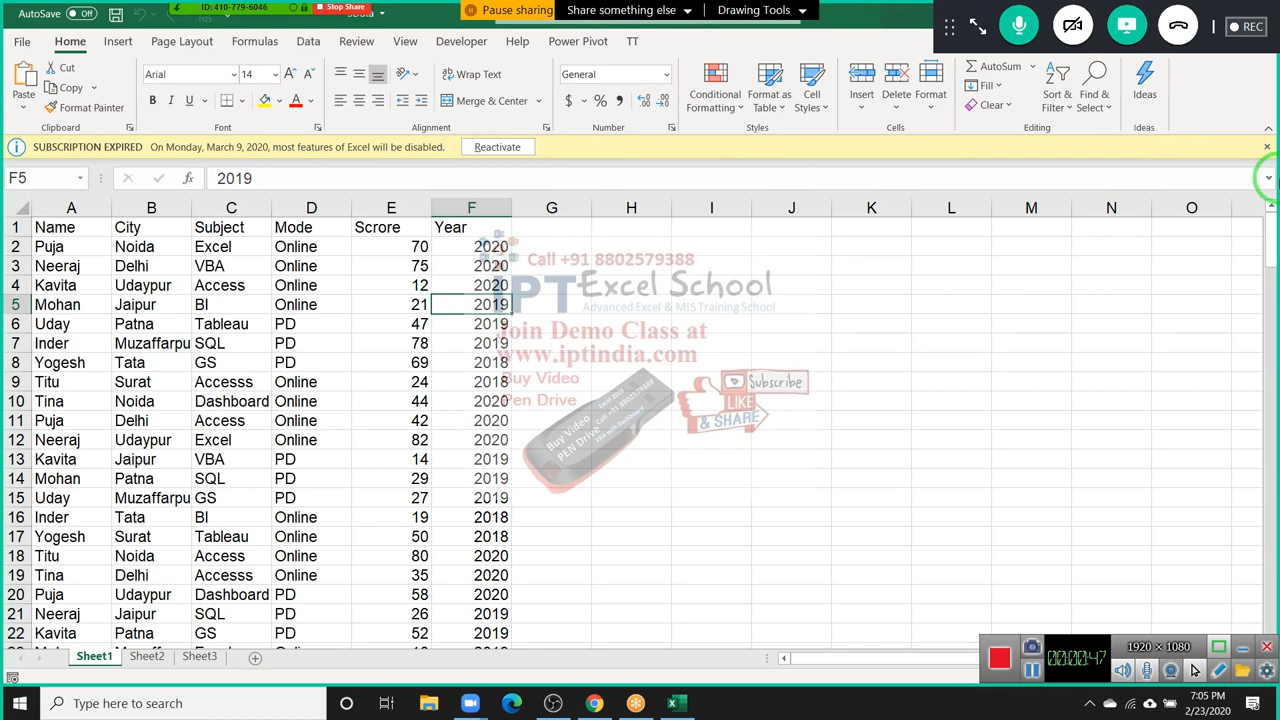 AutoSave Off
ID: 410-779-6046 Stop Share
Pause sharing Share something else Drawing Tools
REC
File Home Insert Page Layout Formulas Data Review View Developer Help Power Pivot TT
Paste Cut Copy Format Painter
Arial 14
B I U
Wrap Text
Merge & Center
General
$ %
Conditional Formatting Format as Table Cell Styles
Insert Delete Format
AutoSum Fill Clear
Sort & Filter Find & Select
Ideas
Clipboard Font Alignment Number Styles Cells Editing Ideas
SUBSCRIPTION EXPIRED On Monday, March 9, 2020, most features of Excel will be disabled. Reactivate
F5 fx 2019
A B C D E F G H I J K L M N O
1 Name City Subject Mode Scrore Year
2 Puja Noida Excel Online 70 2020
3 Neeraj Delhi VBA Online 75 2020
4 Kavita Udaypur Access Online 12 2020
5 Mohan Jaipur BI Online 21 2019
6 Uday Patna Tableau PD 47 2019
7 Inder Muzaffarpu SQL PD 78 2019
8 Yogesh Tata GS PD 69 2018
9 Titu Surat Accesss Online 24 2018
10 Tina Noida Dashboard Online 44 2020
11 Puja Delhi Access Online 42 2020
12 Neeraj Udaypur Excel Online 82 2020
13 Kavita Jaipur VBA PD 14 2019
14 Mohan Patna SQL PD 29 2019
15 Uday Muzaffarpu GS PD 27 2019
16 Inder Tata BI Online 19 2018
17 Yogesh Surat Tableau Online 50 2018
18 Titu Noida Access Online 80 2020
19 Tina Delhi Accesss Online 35 2020
20 Puja Udaypur Dashboard PD 58 2020
21 Neeraj Jaipur SQL PD 26 2019
22 Kavita Patna GS PD 52 2019
Call +91 8802579388
iPT Excel School
Advanced Excel & MIS Training School
Join Demo Class at
www.iptindia.com
Buy Video
Pen Drive
Buy Video
PEN Drive
Call +91 8802579388
Subscribe
LIKE
& SHARE
Sheet1 Sheet2 Sheet3
1920 × 1080
00:00:47
Type here to search
7:05 PM
2/23/2020